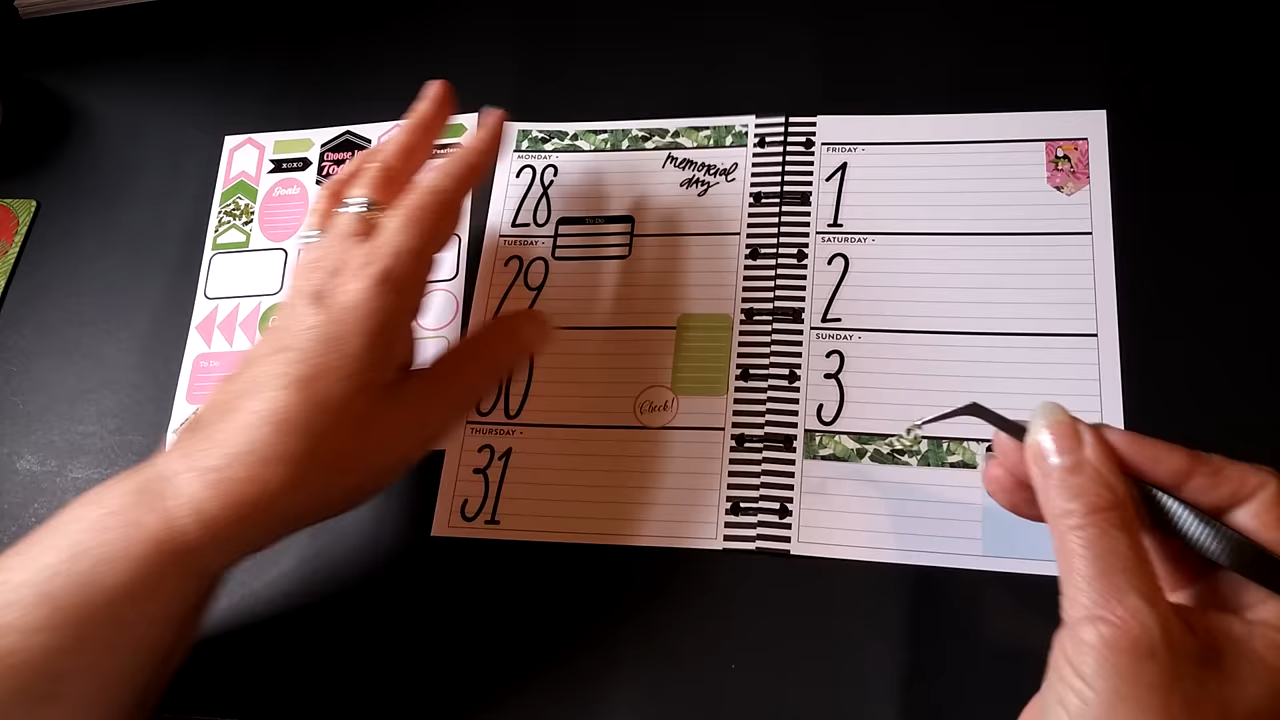 xoxo
Choose
Goals
To Do
MONDAY
28
memorial
day
To Do
TUESDAY
29
30
Check!
THURSDAY
31
FRIDAY
1
SATURDAY
2
SUNDAY
3